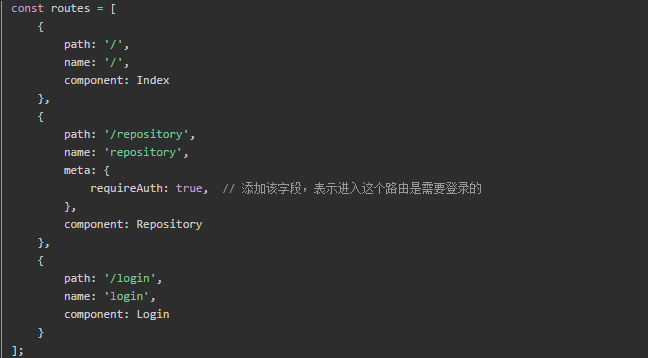 const routes = [
    {
        path: '/',
        name: '/',
        component: Index
    },
    {
        path: '/repository',
        name: 'repository',
        meta: {
            requireAuth: true,  // 添加该字段，表示进入这个路由是需要登录的
        },
        component: Repository
    },
    {
        path: '/login',
        name: 'login',
        component: Login
    }
];